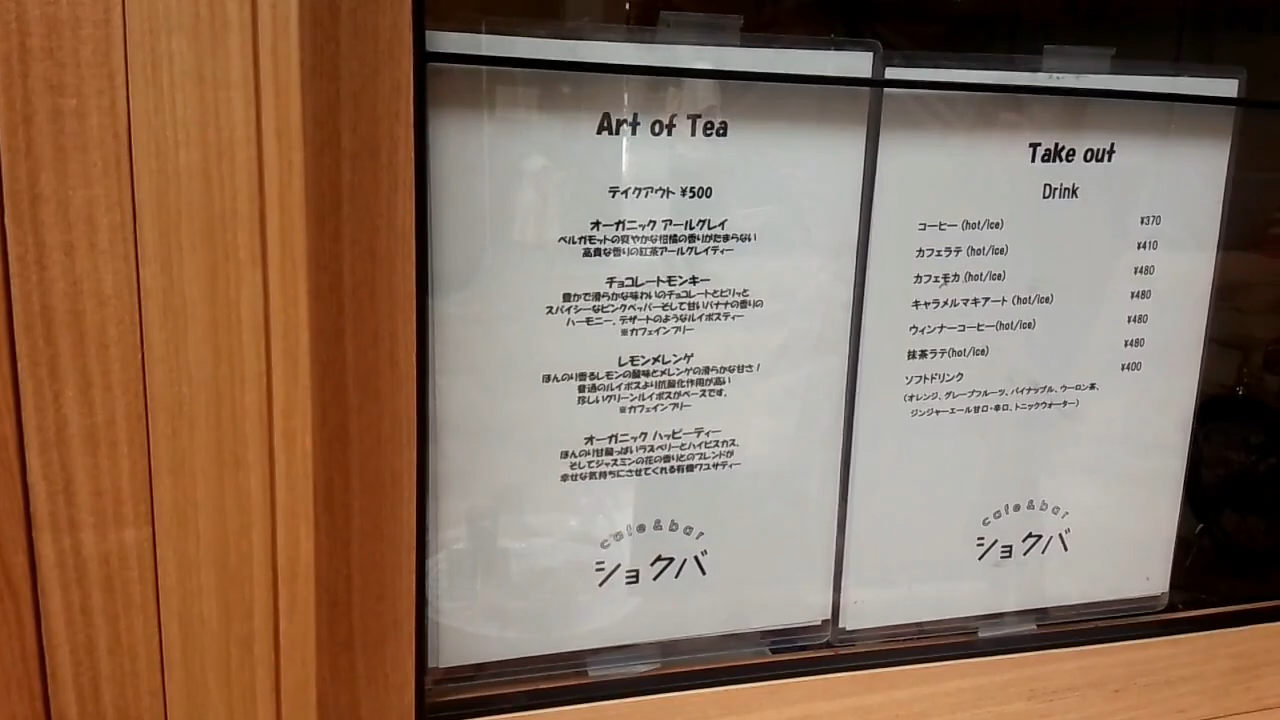 Art of Tea
テイクアウト ¥500
オーガニック アールグレイ
ベルガモットの爽やかな柑橘の香りがたまらない
高貴な香りの紅茶アールグレイティー
チョコレートモンキー
豊かで滑らかな味わいのチョコレートとピリッと
スパイシーなピンクペッパーそして甘いバナナの香りの
ハーモニー、デザートのようなルイボスティー
※カフェインフリー
レモンメレンゲ
ほんのり香るレモンの酸味とメレンゲの滑らかな甘さ！
普通のルイボスより抗酸化作用が高い
珍しいグリーンルイボスがベースです。
※カフェインフリー
オーガニック ハッピーティー
ほんのり甘酸っぱいラズベリーとハイビスカス、
そしてジャスミンの花の香りとのブレンドが
幸せな気持ちにさせてくれる有機ワユサティー
cafe & bar
ショクバ
Take out
Drink
コーヒー (hot/ice) ¥370
カフェラテ (hot/ice) ¥410
カフェモカ (hot/ice) ¥480
キャラメルマキアート (hot/ice) ¥480
ウィンナーコーヒー(hot/ice) ¥480
抹茶ラテ(hot/ice) ¥480
ソフトドリンク ¥400
(オレンジ、グレープフルーツ、パイナップル、ウーロン茶、
ジンジャーエール甘口・辛口、トニックウォーター)
cafe & bar
ショクバ